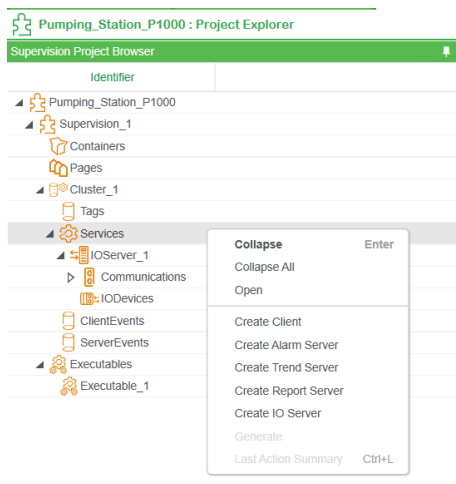 Pumping_Station_P1000 : Project Explorer
Supervision Project Browser
Identifier
Pumping_Station_P1000
Supervision_1
Containers
Pages
Cluster_1
Tags
Services
IOServer_1
Communications
IODevices
ClientEvents
ServerEvents
Executables
Executable_1
Collapse Enter
Collapse All
Open
Create Client
Create Alarm Server
Create Trend Server
Create Report Server
Create IO Server
Generate
Last Action Summary Ctrl+L